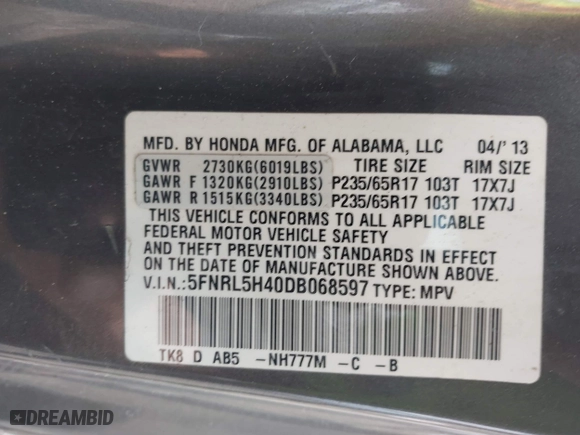 MFD. BY HONDA MFG. OF ALABAMA, LLC 04/'13
GVWR 2730KG(6019LBS) TIRE SIZE RIM SIZE
GAWR F 1320KG(2910LBS) P235/65R17 103T 17X7J
GAWR R 1515KG(3340LBS) P235/65R17 103T 17X7J
THIS VEHICLE CONFORMS TO ALL APPLICABLE
FEDERAL MOTOR VEHICLE SAFETY
AND THEFT PREVENTION STANDARDS IN EFFECT
ON THE DATE OF MANUFACTURE SHOWN ABOVE.
V.I.N.: 5FNRL5H40DB068597 TYPE: MPV
TK8 D AB5 -NH777M -C -B
DREAMBID